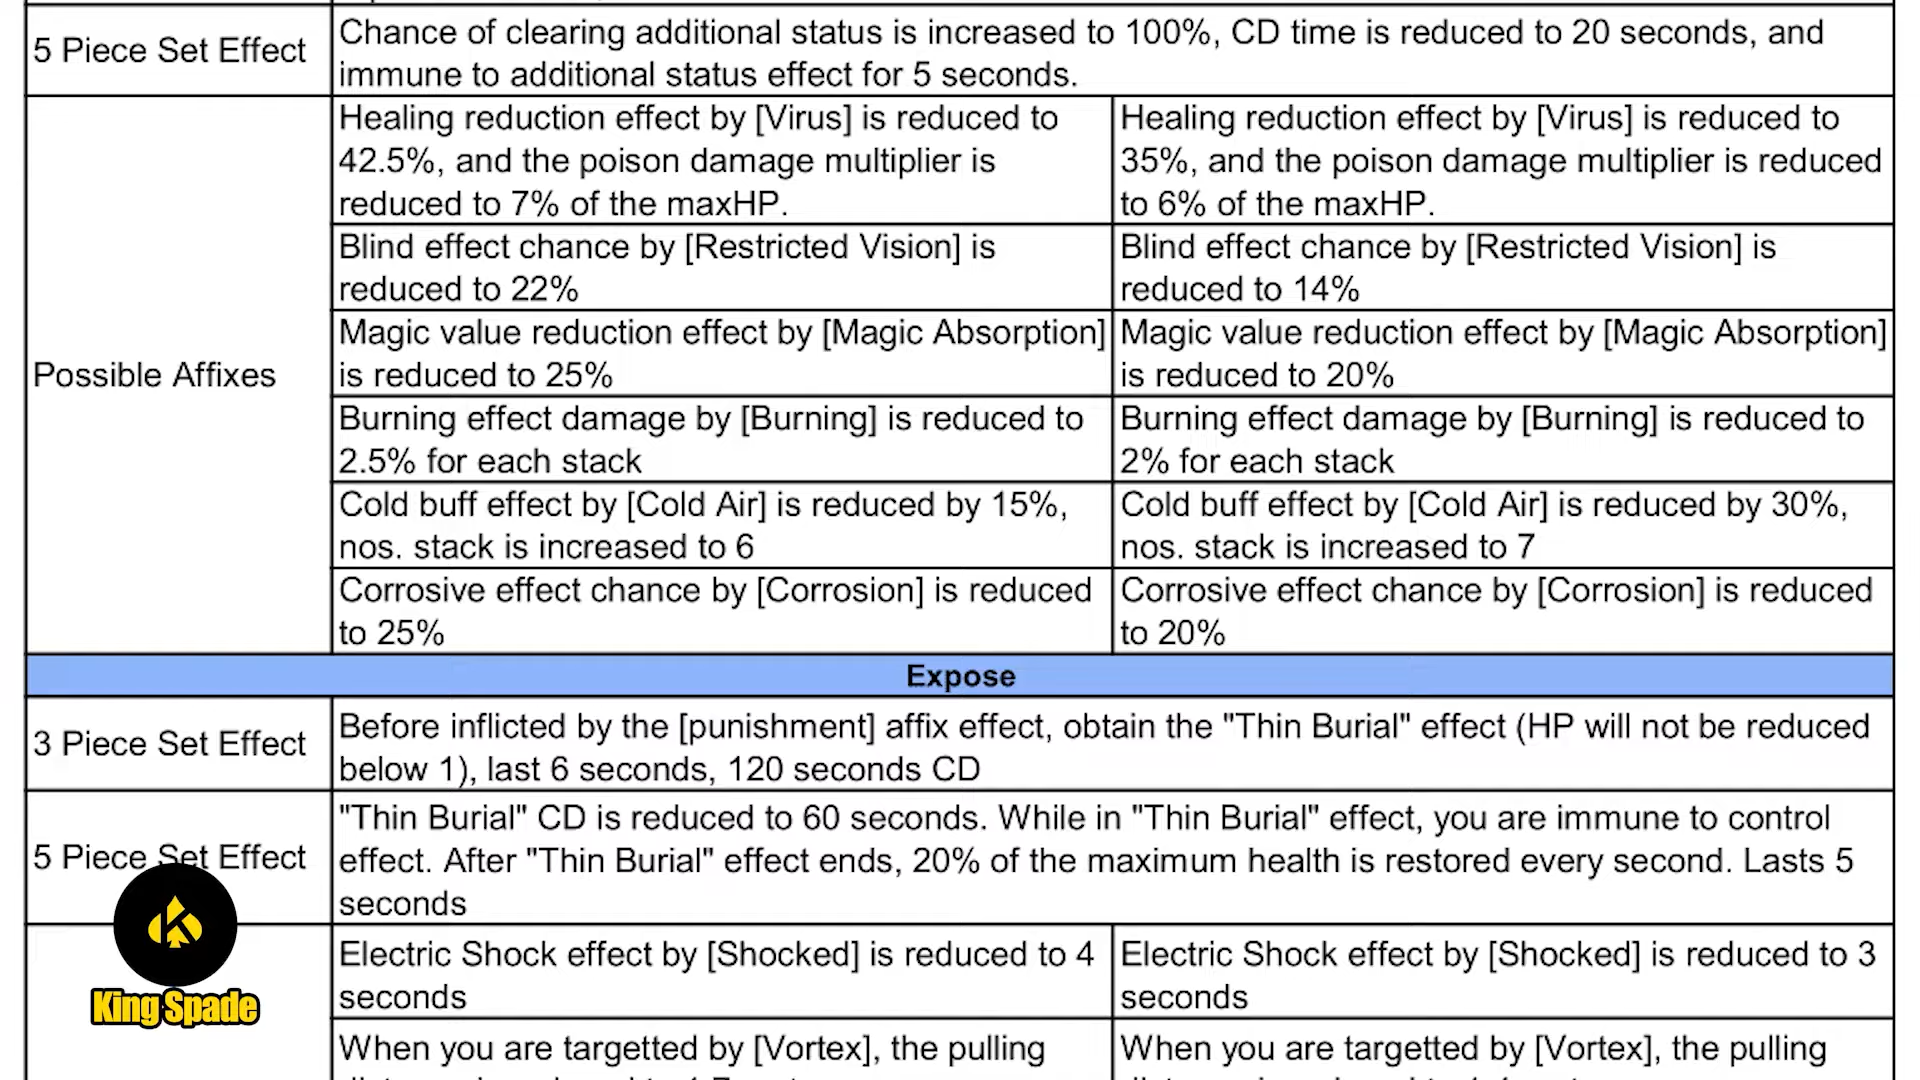 5 Piece Set Effect
Chance of clearing additional status is increased to 100%, CD time is reduced to 20 seconds, and
immune to additional status effect for 5 seconds.
Possible Affixes
Healing reduction effect by [Virus] is reduced to
42.5%, and the poison damage multiplier is
reduced to 7% of the maxHP.
Healing reduction effect by [Virus] is reduced to
35%, and the poison damage multiplier is reduced
to 6% of the maxHP.
Blind effect chance by [Restricted Vision] is
reduced to 22%
Blind effect chance by [Restricted Vision] is
reduced to 14%
Magic value reduction effect by [Magic Absorption]
is reduced to 25%
Magic value reduction effect by [Magic Absorption]
is reduced to 20%
Burning effect damage by [Burning] is reduced to
2.5% for each stack
Burning effect damage by [Burning] is reduced to
2% for each stack
Cold buff effect by [Cold Air] is reduced by 15%,
nos. stack is increased to 6
Cold buff effect by [Cold Air] is reduced by 30%,
nos. stack is increased to 7
Corrosive effect chance by [Corrosion] is reduced
to 25%
Corrosive effect chance by [Corrosion] is reduced
to 20%
Expose
3 Piece Set Effect
Before inflicted by the [punishment] affix effect, obtain the "Thin Burial" effect (HP will not be reduced
below 1), last 6 seconds, 120 seconds CD
5 Piece Set Effect
"Thin Burial" CD is reduced to 60 seconds. While in "Thin Burial" effect, you are immune to control
effect. After "Thin Burial" effect ends, 20% of the maximum health is restored every second. Lasts 5
seconds
Electric Shock effect by [Shocked] is reduced to 4
seconds
Electric Shock effect by [Shocked] is reduced to 3
seconds
When you are targetted by [Vortex], the pulling
When you are targetted by [Vortex], the pulling
King Spade